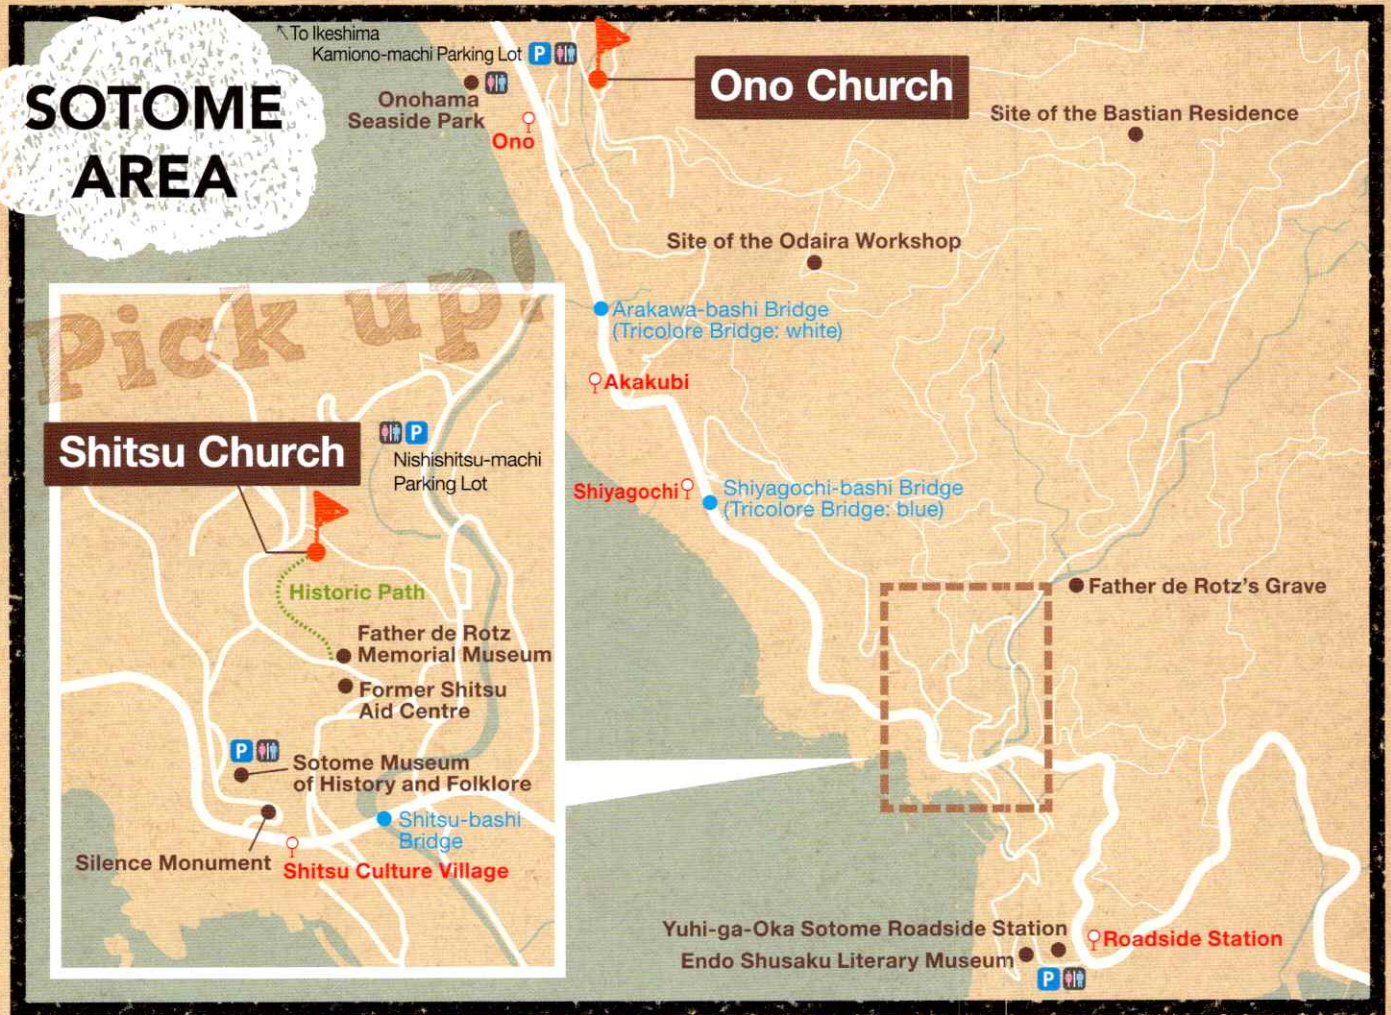 SOTOME
AREA
↖To Ikeshima
Kamiono-machi Parking Lot P
Onohama
Seaside Park
Ono
Ono Church
Site of the Bastian Residence
Site of the Odaira Workshop
Pick up!
Arakawa-bashi Bridge
(Tricolore Bridge: white)
Akakubi
Shitsu Church
P
Nishishitsu-machi
Parking Lot
Shiyagochi
Shiyagochi-bashi Bridge
(Tricolore Bridge: blue)
Historic Path
Father de Rotz's Grave
Father de Rotz
Memorial Museum
Former Shitsu
Aid Centre
P
Sotome Museum
of History and Folklore
Shitsu-bashi
Bridge
Silence Monument
Shitsu Culture Village
Yuhi-ga-Oka Sotome Roadside Station
Endo Shusaku Literary Museum
Roadside Station
P